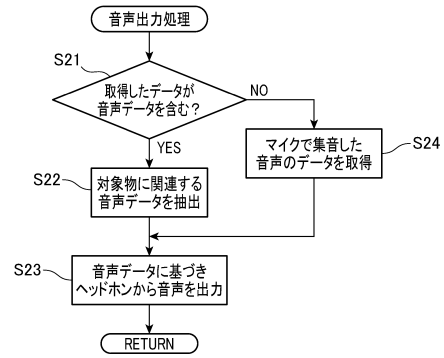 音声出力処理
S21
取得したデータが
音声データを含む？
NO
YES
マイクで集音した
音声のデータを取得
S24
S22
対象物に関連する
音声データを抽出
S23
音声データに基づき
ヘッドホンから音声を出力
RETURN